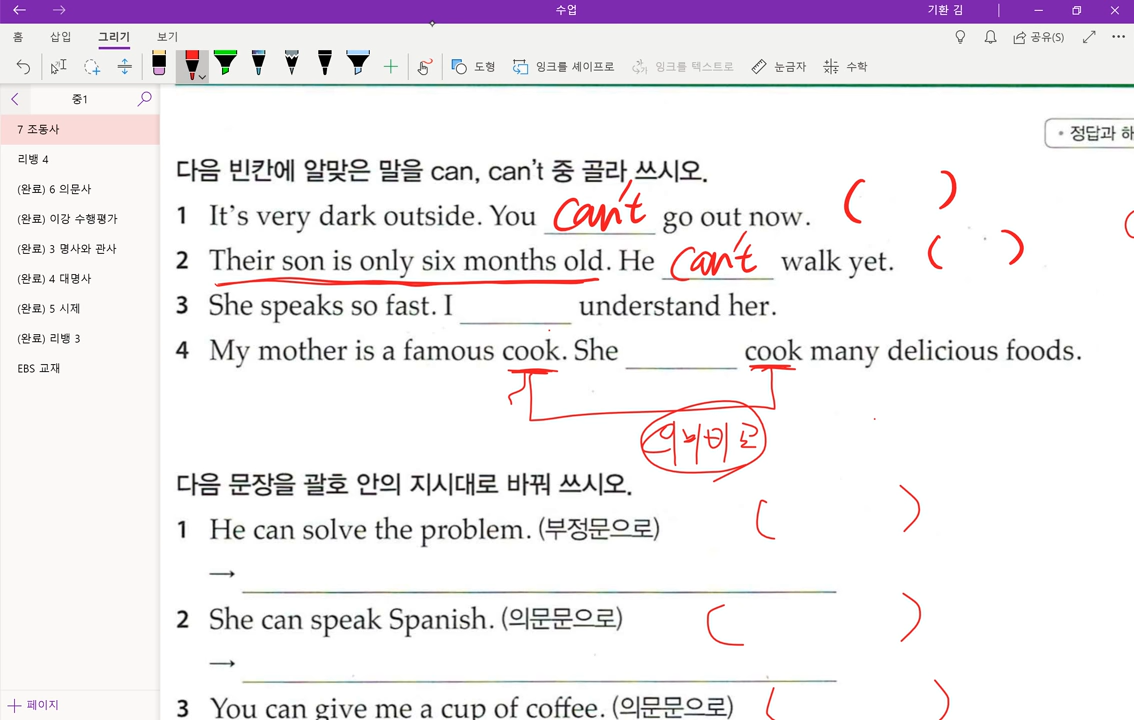 수업
기환 김
홈 삽입 그리기 보기
공유(S)
도형 잉크를 셰이프로 잉크를 텍스트로 눈금자 수학
중1
7 조동사
리뱅 4
(완료) 6 의문사
(완료) 이강 수행평가
(완료) 3 명사와 관사
(완료) 4 대명사
(완료) 5 시제
(완료) 리뱅 3
EBS 교재
페이지
• 정답과 해
다음 빈칸에 알맞은 말을 can, can't 중 골라 쓰시오.
1 It's very dark outside. You can't go out now. ( )
2 Their son is only six months old. He can't walk yet. ( )
3 She speaks so fast. I ________ understand her.
4 My mother is a famous cook. She ________ cook many delicious foods.
다음 문장을 괄호 안의 지시대로 바꿔 쓰시오.
1 He can solve the problem. (부정문으로) ( )
→
2 She can speak Spanish. (의문문으로) ( )
→
3 You can give me a cup of coffee. (의문문으로) ( )